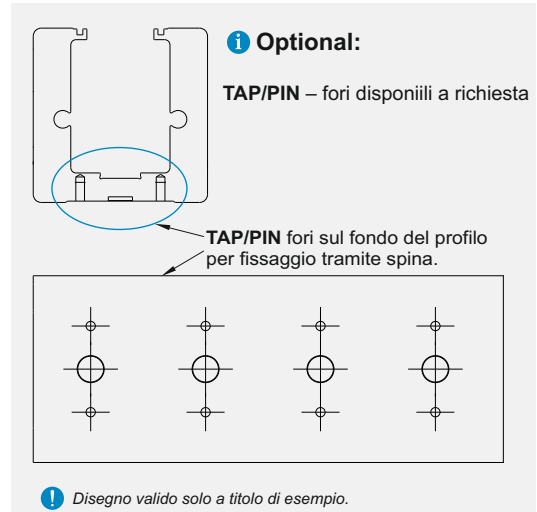 Optional:
TAP/PIN – fori disponiili a richiesta
TAP/PIN fori sul fondo del profilo
per fissaggio tramite spina.
Disegno valido solo a titolo di esempio.